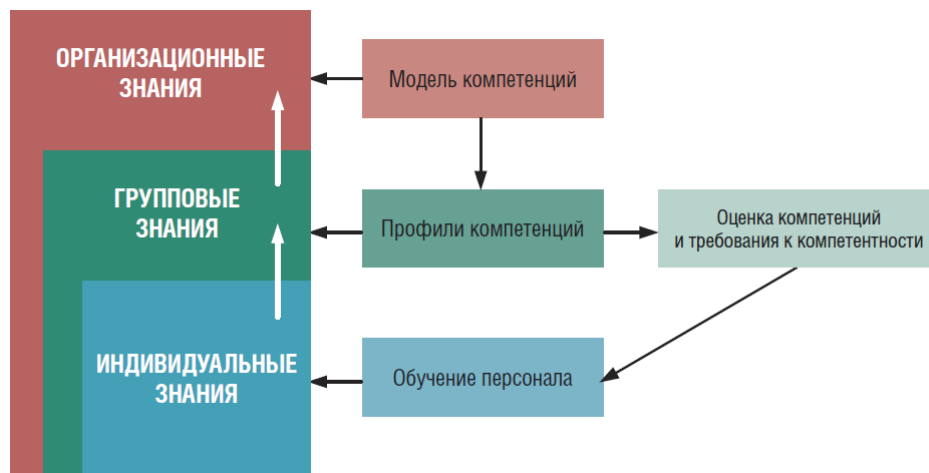 ОРГАНИЗАЦИОННЫЕ
ЗНАНИЯ
Модель компетенций
ГРУППОВЫЕ
ЗНАНИЯ
Профили компетенций
Оценка компетенций
и требования к компетентности
ИНДИВИДУАЛЬНЫЕ
ЗНАНИЯ
Обучение персонала